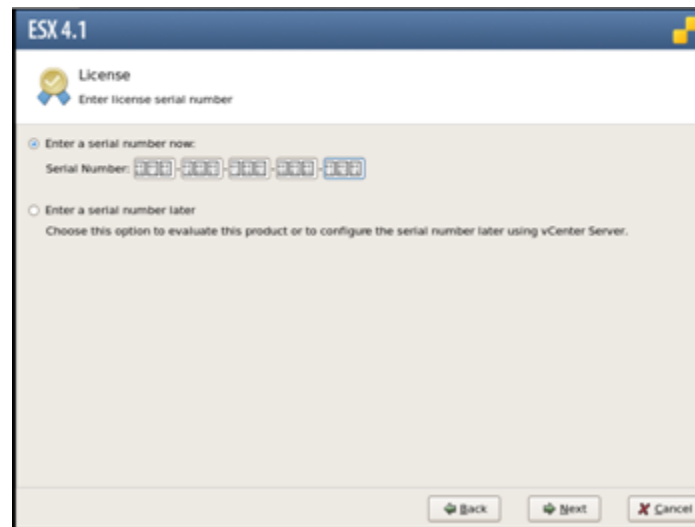 ESX 4.1
License
Enter license serial number
Enter a serial number now:
Serial Number:
Enter a serial number later
Choose this option to evaluate this product or to configure the serial number later using vCenter Server.
Back Next Cancel